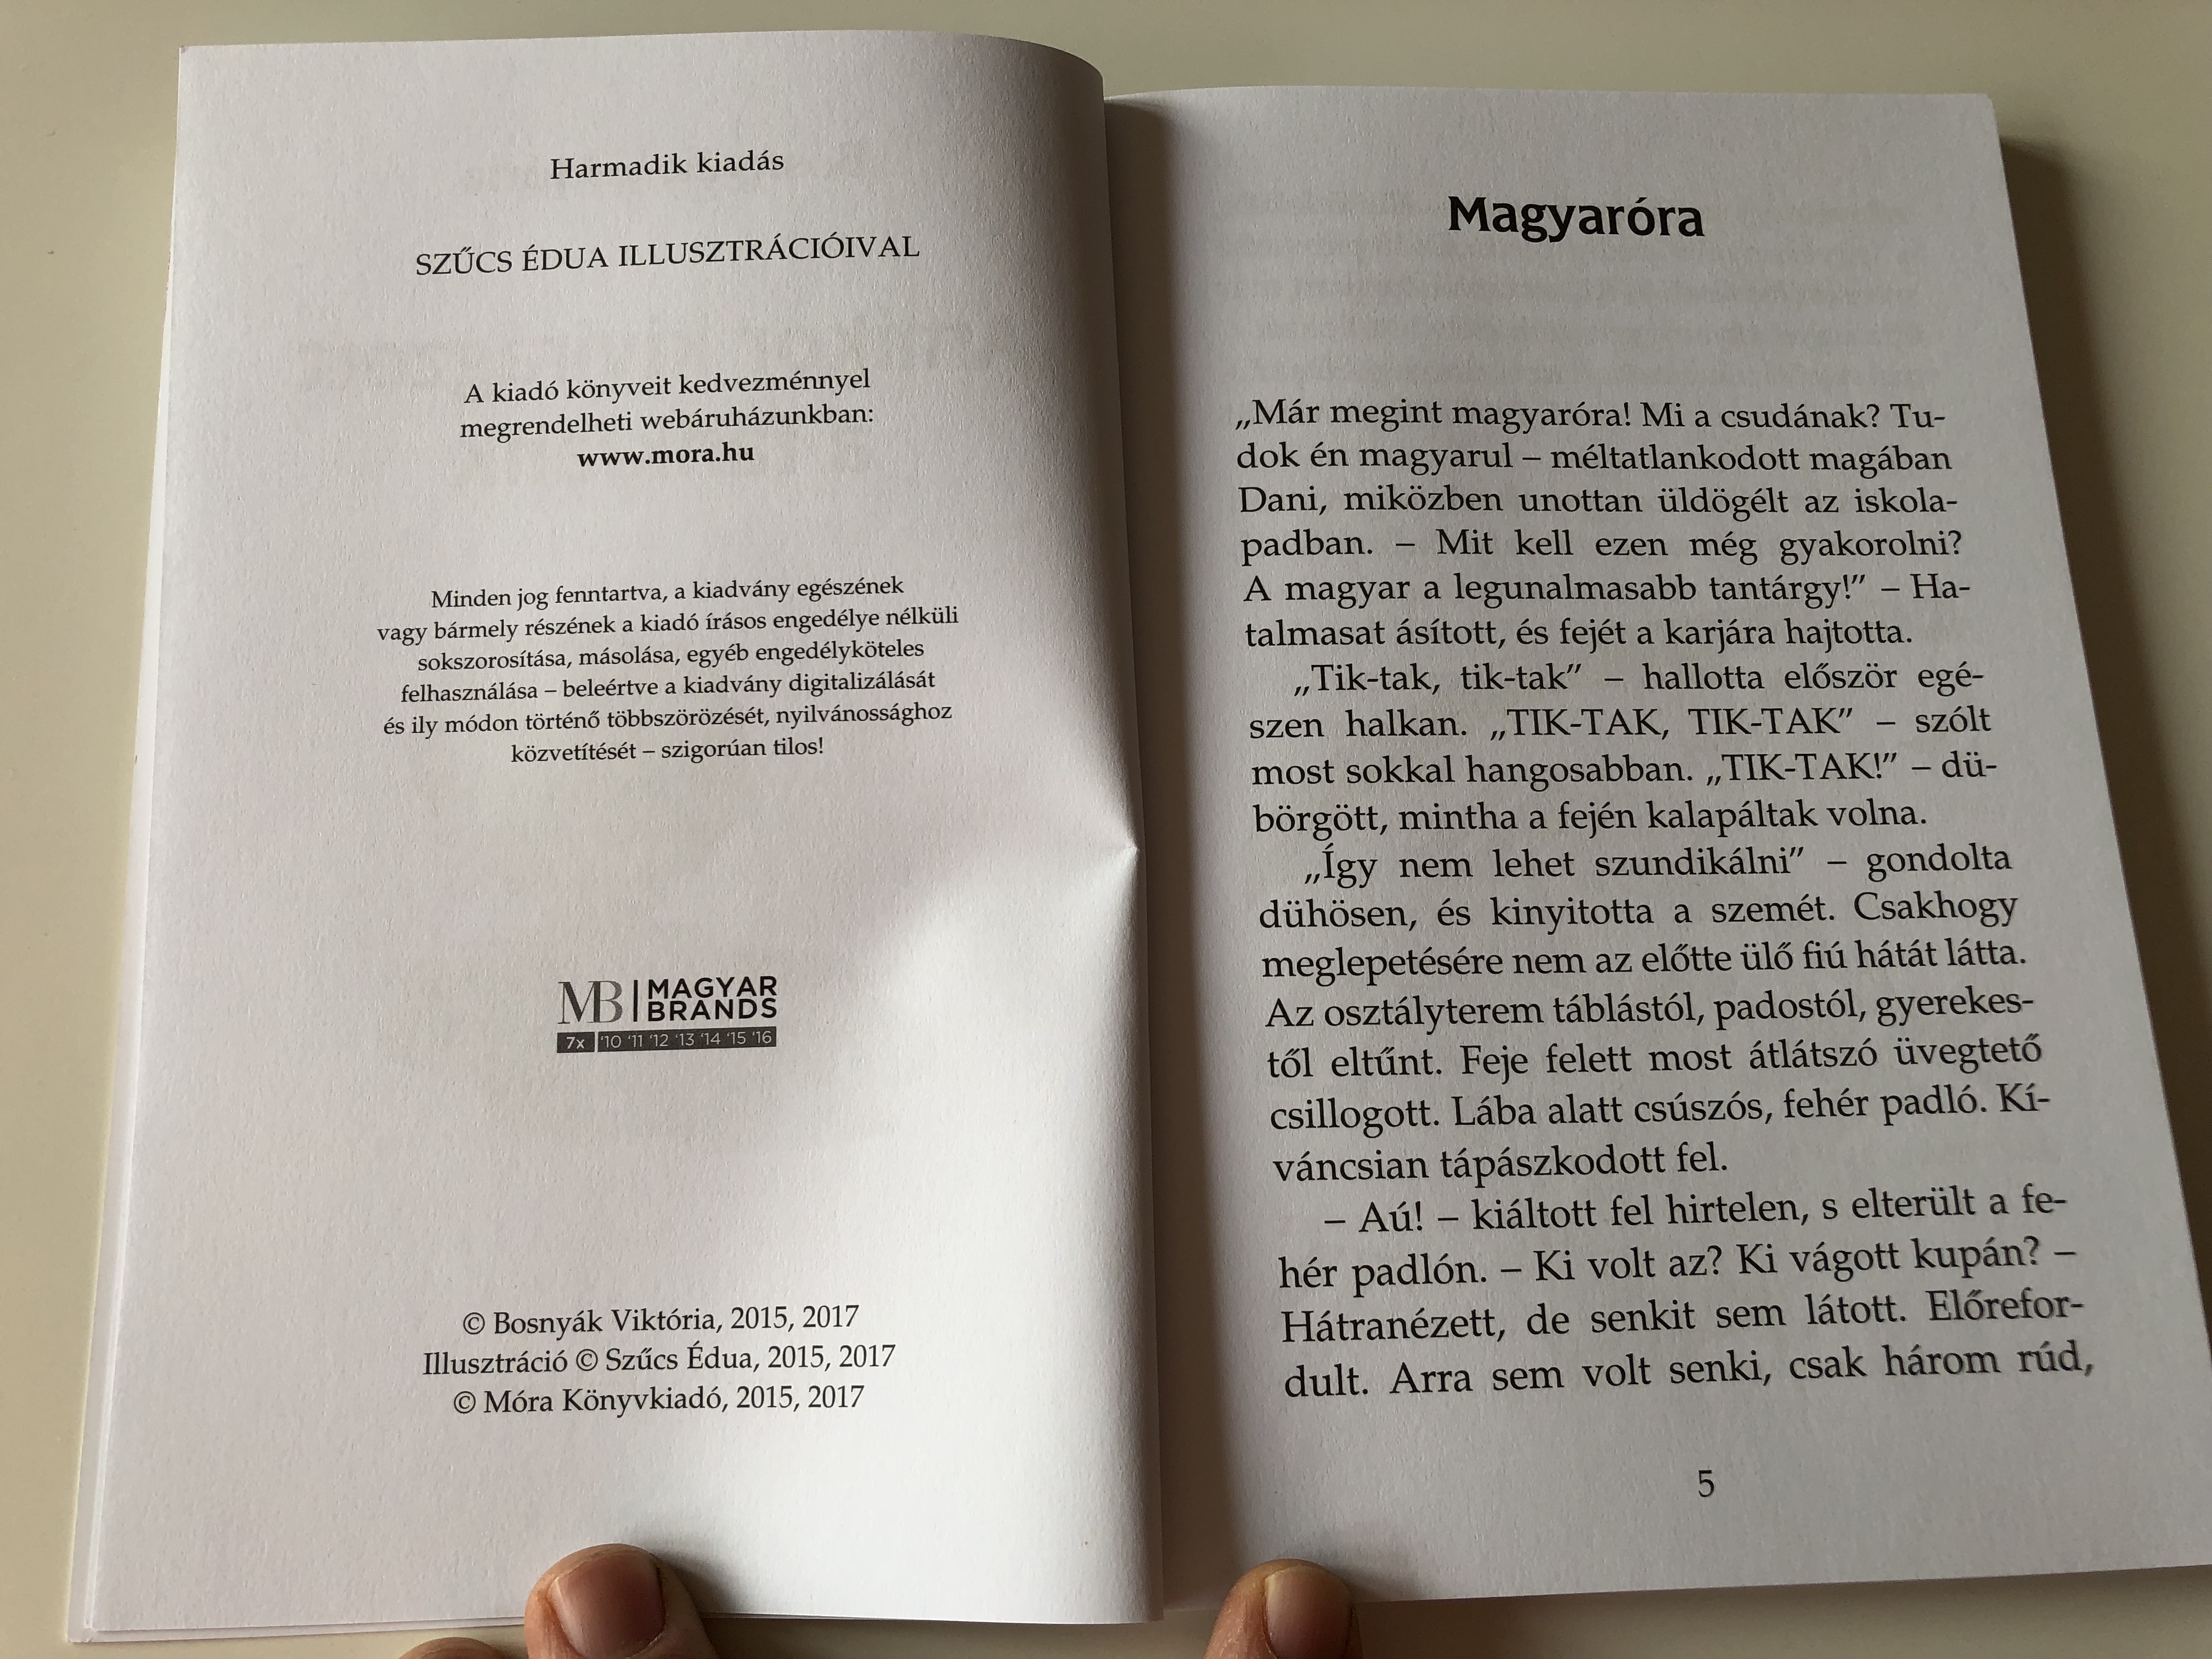 Harmadik kiadás
SZŰCS ÉDUA ILLUSZTRÁCIÓIVAL
A kiadó könyveit kedvezménnyel
megrendelheti webáruházunkban:
www.mora.hu
Minden jog fenntartva, a kiadvány egészének
vagy bármely részének a kiadó írásos engedélye nélküli
sokszorosítása, másolása, egyéb engedélyköteles
felhasználása – beleértve a kiadvány digitalizálását
és ily módon történő többszörözését, nyilvánossághoz
közvetítését – szigorúan tilos!
MB | MAGYAR
BRANDS
7x '10 '11 '12 '13 '14 '15 '16
© Bosnyák Viktória, 2015, 2017
Illusztráció © Szűcs Édua, 2015, 2017
© Móra Könyvkiadó, 2015, 2017
Magyaróra
„Már megint magyaróra! Mi a csudának? Tu-
dok én magyarul – méltatlankodott magában
Dani, miközben unottan üldögélt az iskola-
padban. – Mit kell ezen még gyakorolni?
A magyar a legunalmasabb tantárgy!” – Ha-
talmasat ásított, és fejét a karjára hajtotta.
„Tik-tak, tik-tak” – hallotta először egé-
szen halkan. „TIK-TAK, TIK-TAK” – szólt
most sokkal hangosabban. „TIK-TAK!” – dü-
börgött, mintha a fején kalapáltak volna.
„Így nem lehet szundikálni” – gondolta
dühösen, és kinyitotta a szemét. Csakhogy
meglepetésére nem az előtte ülő fiú hátát látta.
Az osztályterem táblástól, padostól, gyerekes-
től eltűnt. Feje felett most átlátszó üvegtető
csillogott. Lába alatt csúszós, fehér padló. Kí-
váncsian tápászkodott fel.
– Aú! – kiáltott fel hirtelen, s elterült a fe-
hér padlón. – Ki volt az? Ki vágott kupán? –
Hátranézett, de senkit sem látott. Előrefor-
dult. Arra sem volt senki, csak három rúd,
5